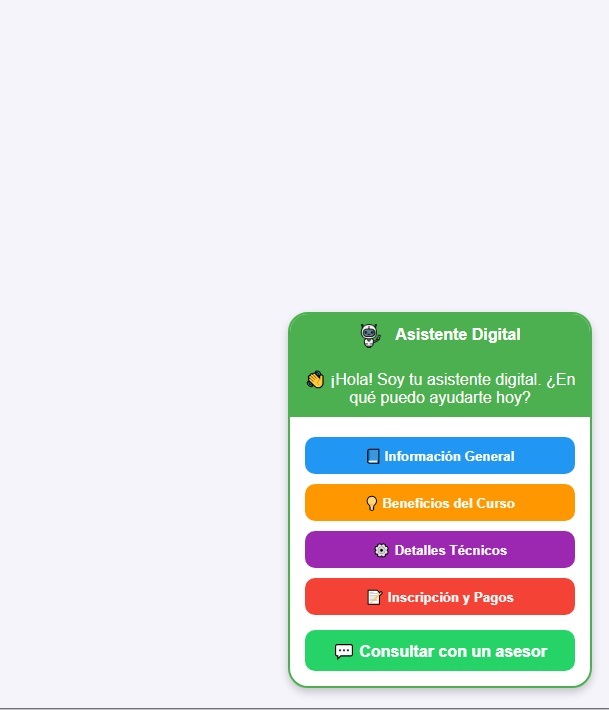 Asistente Digital
👋 ¡Hola! Soy tu asistente digital. ¿En
qué puedo ayudarte hoy?
📘 Información General
💡 Beneficios del Curso
⚙️ Detalles Técnicos
📝 Inscripción y Pagos
💬 Consultar con un asesor